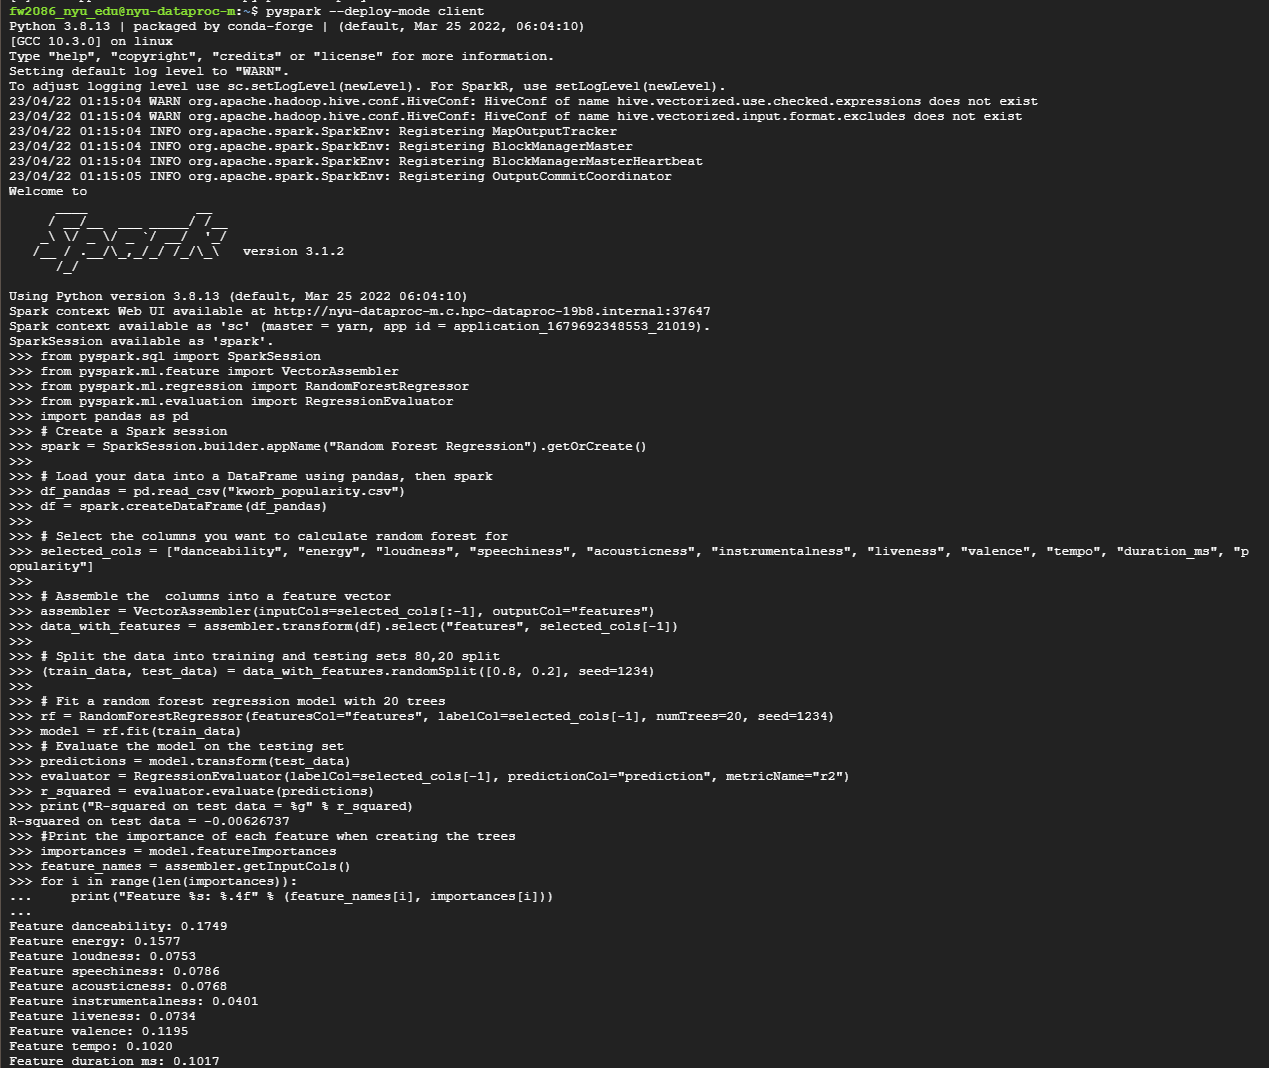 fw2086_nyu_edu@nyu-dataproc-m:~$ pyspark --deploy-mode client
Python 3.8.13 | packaged by conda-forge | (default, Mar 25 2022, 06:04:10)
[GCC 10.3.0] on linux
Type "help", "copyright", "credits" or "license" for more information.
Setting default log level to "WARN".
To adjust logging level use sc.setLogLevel(newLevel). For SparkR, use setLogLevel(newLevel).
23/04/22 01:15:04 WARN org.apache.hadoop.hive.conf.HiveConf: HiveConf of name hive.vectorized.use.checked.expressions does not exist
23/04/22 01:15:04 WARN org.apache.hadoop.hive.conf.HiveConf: HiveConf of name hive.vectorized.input.format.excludes does not exist
23/04/22 01:15:04 INFO org.apache.spark.SparkEnv: Registering MapOutputTracker
23/04/22 01:15:04 INFO org.apache.spark.SparkEnv: Registering BlockManagerMaster
23/04/22 01:15:04 INFO org.apache.spark.SparkEnv: Registering BlockManagerMasterHeartbeat
23/04/22 01:15:05 INFO org.apache.spark.SparkEnv: Registering OutputCommitCoordinator
Welcome to
      ____              __
     / __/__  ___ _____/ /__
    _\ \/ _ \/ _ `/ __/  '_/
   /__ / .__/\_,_/_/ /_/\_\   version 3.1.2
      /_/
Using Python version 3.8.13 (default, Mar 25 2022 06:04:10)
Spark context Web UI available at http://nyu-dataproc-m.c.hpc-dataproc-19b8.internal:37647
Spark context available as 'sc' (master = yarn, app id = application_1679692348553_21019).
SparkSession available as 'spark'.
>>> from pyspark.sql import SparkSession
>>> from pyspark.ml.feature import VectorAssembler
>>> from pyspark.ml.regression import RandomForestRegressor
>>> from pyspark.ml.evaluation import RegressionEvaluator
>>> import pandas as pd
>>> # Create a Spark session
>>> spark = SparkSession.builder.appName("Random Forest Regression").getOrCreate()
>>>
>>> # Load your data into a DataFrame using pandas, then spark
>>> df_pandas = pd.read_csv("kworb_popularity.csv")
>>> df = spark.createDataFrame(df_pandas)
>>>
>>> # Select the columns you want to calculate random forest for
>>> selected_cols = ["danceability", "energy", "loudness", "speechiness", "acousticness", "instrumentalness", "liveness", "valence", "tempo", "duration_ms", "p
opularity"]
>>>
>>> # Assemble the  columns into a feature vector
>>> assembler = VectorAssembler(inputCols=selected_cols[:-1], outputCol="features")
>>> data_with_features = assembler.transform(df).select("features", selected_cols[-1])
>>>
>>> # Split the data into training and testing sets 80,20 split
>>> (train_data, test_data) = data_with_features.randomSplit([0.8, 0.2], seed=1234)
>>>
>>> # Fit a random forest regression model with 20 trees
>>> rf = RandomForestRegressor(featuresCol="features", labelCol=selected_cols[-1], numTrees=20, seed=1234)
>>> model = rf.fit(train_data)
>>> # Evaluate the model on the testing set
>>> predictions = model.transform(test_data)
>>> evaluator = RegressionEvaluator(labelCol=selected_cols[-1], predictionCol="prediction", metricName="r2")
>>> r_squared = evaluator.evaluate(predictions)
>>> print("R-squared on test data = %g" % r_squared)
R-squared on test data = -0.00626737
>>> #Print the importance of each feature when creating the trees
>>> importances = model.featureImportances
>>> feature_names = assembler.getInputCols()
>>> for i in range(len(importances)):
...     print("Feature %s: %.4f" % (feature_names[i], importances[i]))
...
Feature danceability: 0.1749
Feature energy: 0.1577
Feature loudness: 0.0753
Feature speechiness: 0.0786
Feature acousticness: 0.0768
Feature instrumentalness: 0.0401
Feature liveness: 0.0734
Feature valence: 0.1195
Feature tempo: 0.1020
Feature duration_ms: 0.1017